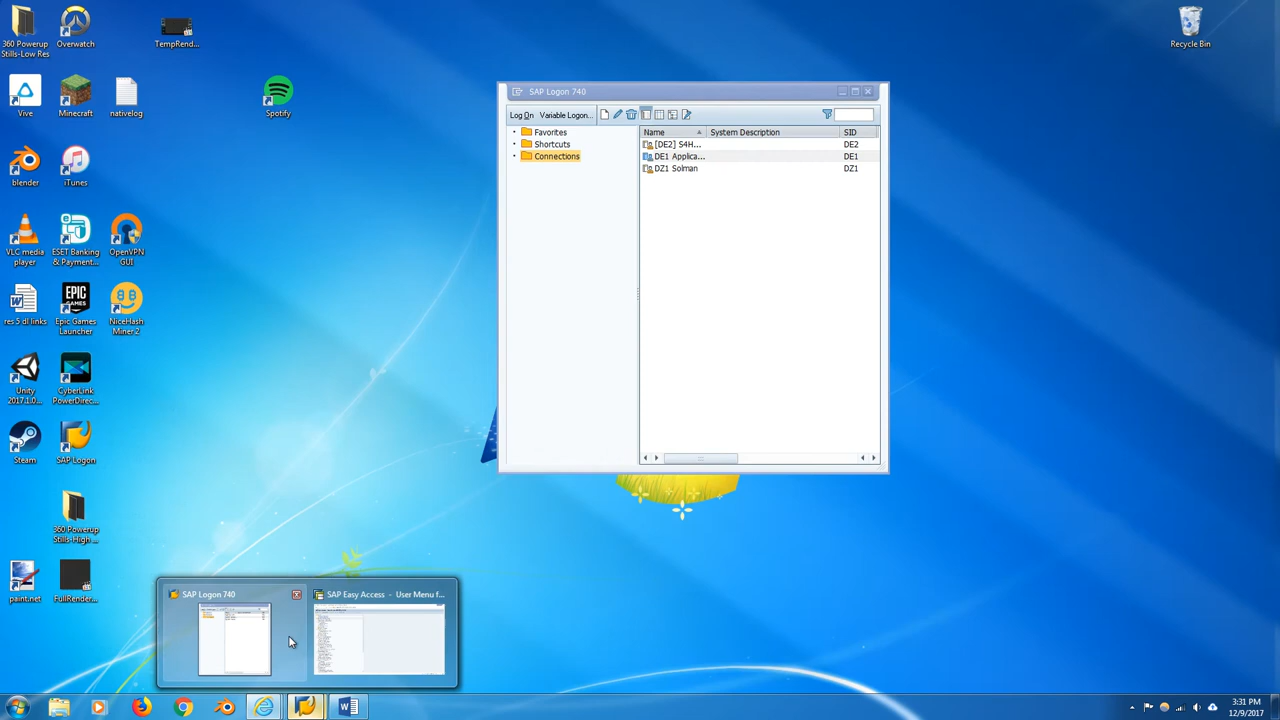 360 Powerup
Stills-Low Res
Overwatch
TempRend...
Recycle Bin
Vive
Minecraft
nativelog
Spotify
blender
iTunes
VLC media
player
ESET Banking
& Payment...
OpenVPN
GUI
res 5 dl links
EPIC
GAMES
Epic Games
Launcher
NiceHash
Miner 2
Unity
2017.1.0...
CyberLink
PowerDirec...
Steam
SAP Logon
360 Powerup
Stills-High ...
paint.net
FullRender...
SAP Logon 740
Log On Variable Logon...
Favorites
Shortcuts
Connections
Name System Description SID
[DE2] S4H... DE2
DE1 Applica... DE1
DZ1 Solman DZ1
SAP Logon 740
SAP Easy Access - User Menu f...
3:31 PM
12/9/2017